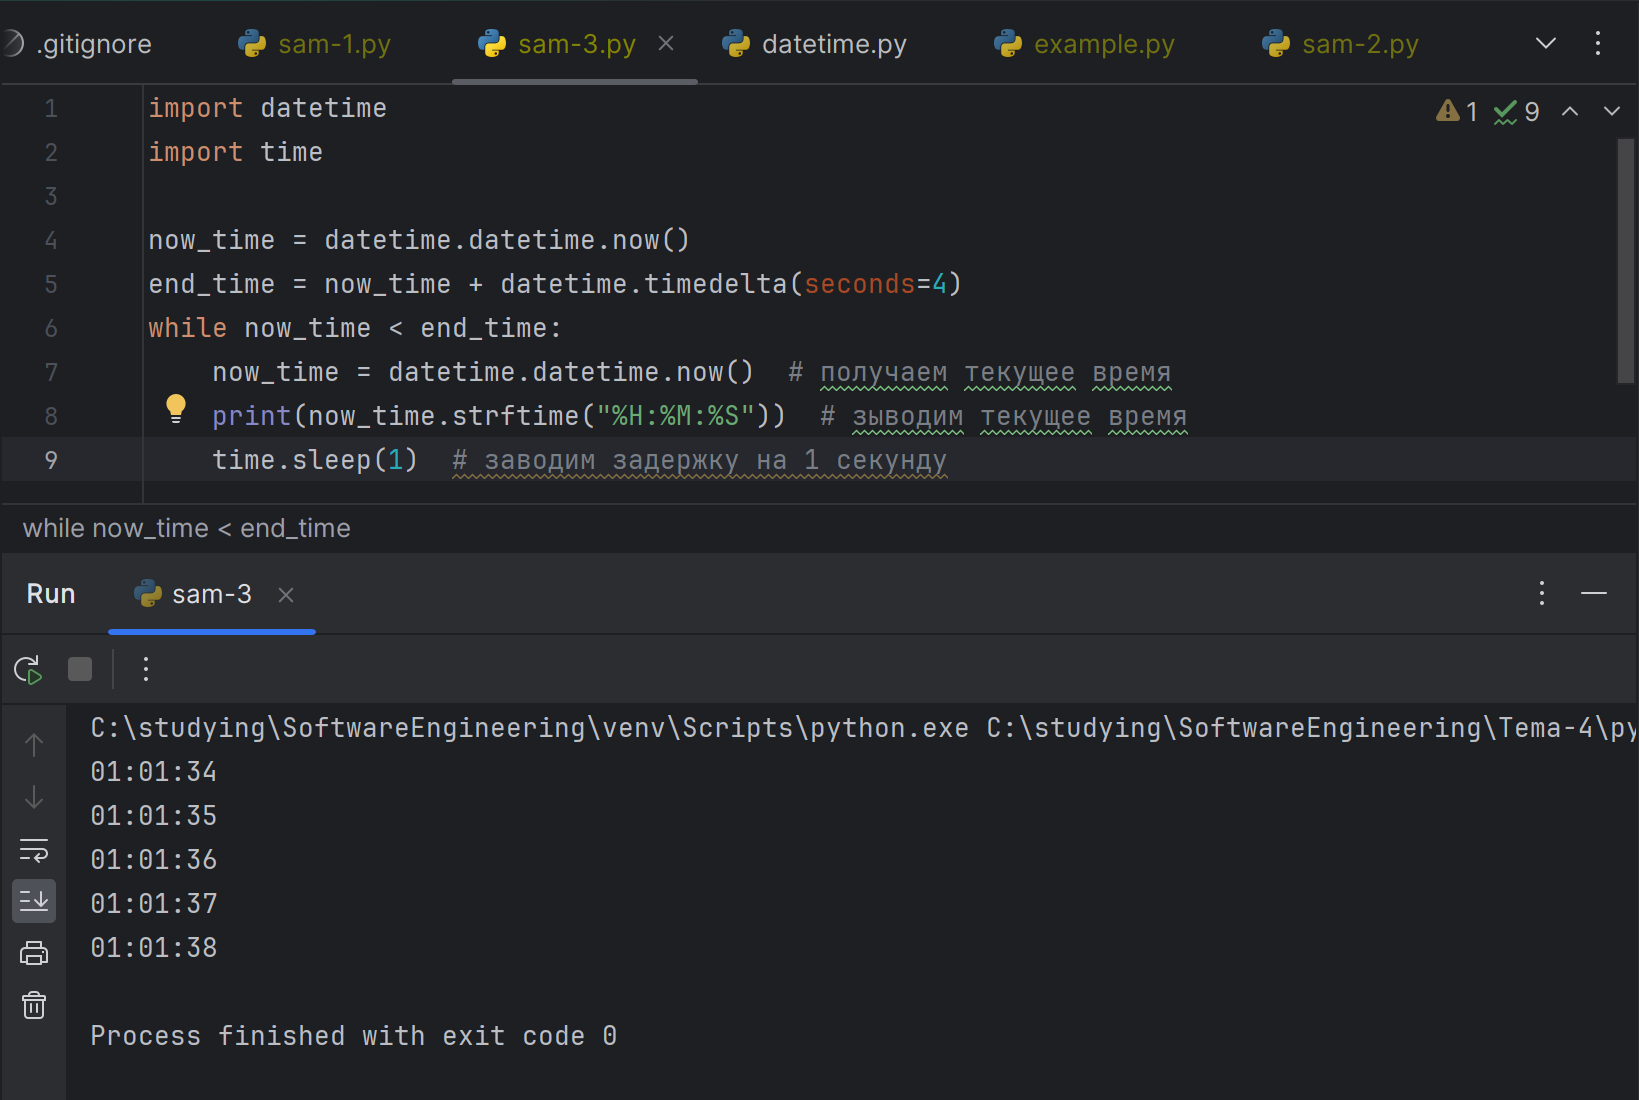 .gitignore sam-1.py sam-3.py datetime.py example.py sam-2.py
1 import datetime 1 9
2 import time
3
4 now_time = datetime.datetime.now()
5 end_time = now_time + datetime.timedelta(seconds=4)
6 while now_time < end_time:
7 now_time = datetime.datetime.now() # получаем текущее время
8 print(now_time.strftime("%H:%M:%S")) # зыводим текущее время
9 time.sleep(1) # заводим задержку на 1 секунду
while now_time < end_time
Run sam-3
C:\studying\SoftwareEngineering\venv\Scripts\python.exe C:\studying\SoftwareEngineering\Tema-4\py
01:01:34
01:01:35
01:01:36
01:01:37
01:01:38
Process finished with exit code 0